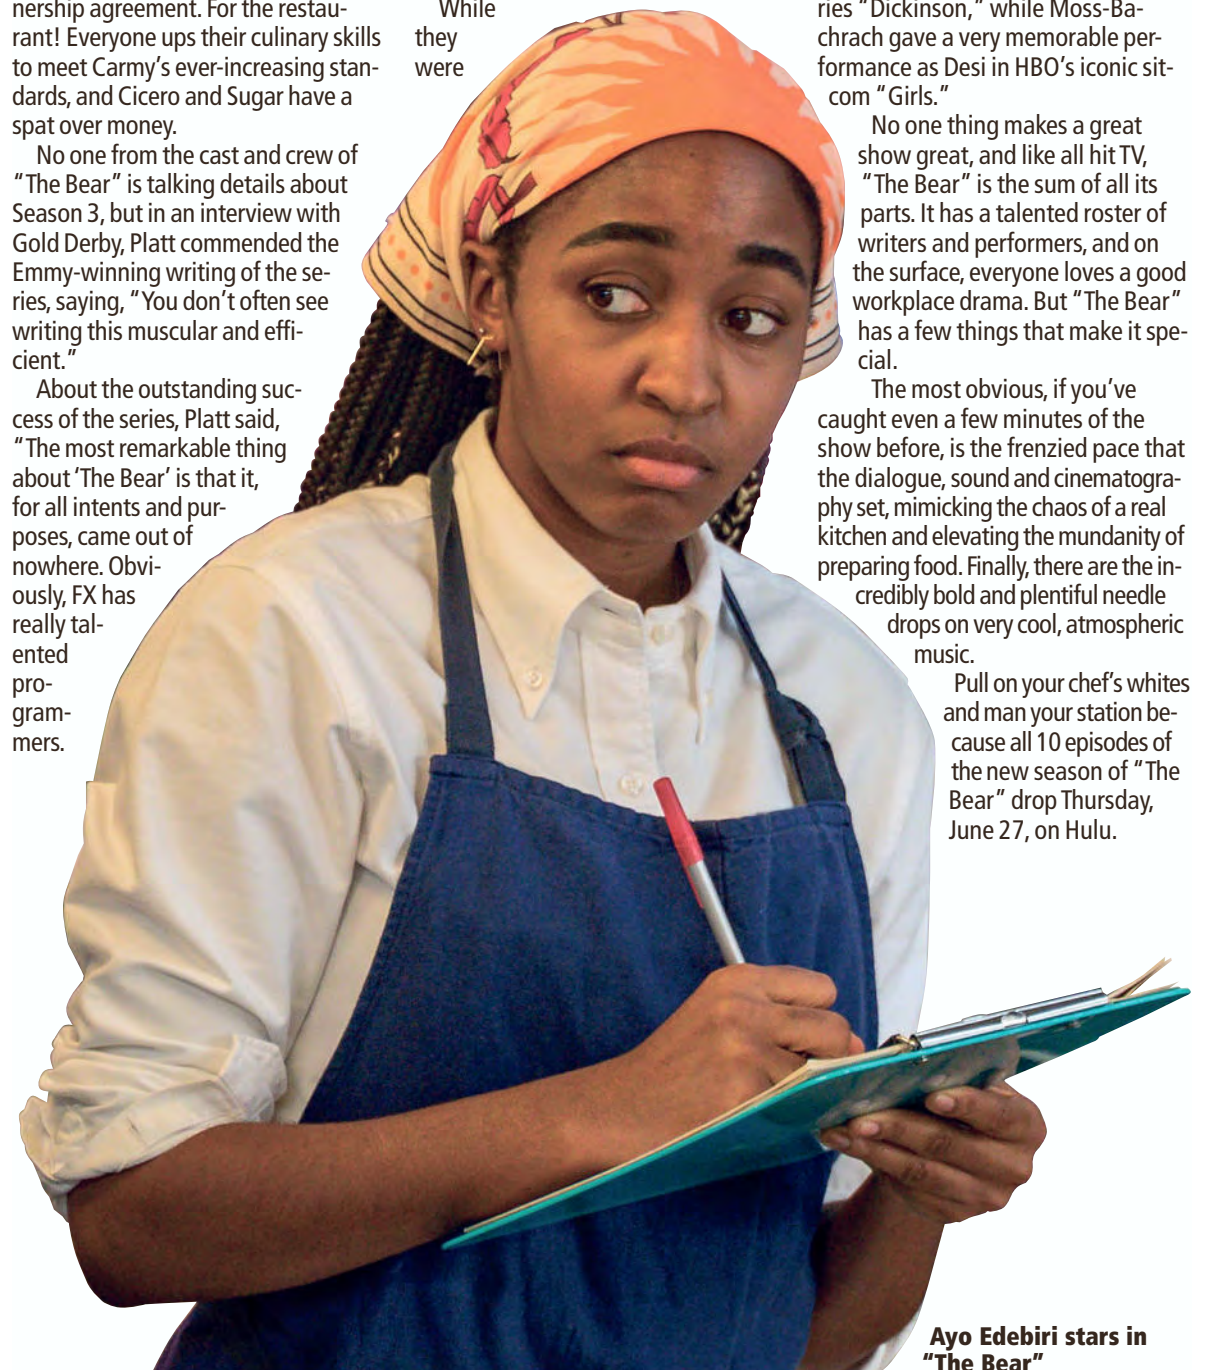 nership agreement. For the restau-
rant! Everyone ups their culinary skills
to meet Carmy's ever-increasing stan-
dards, and Cicero and Sugar have a
spat over money.
No one from the cast and crew of
“The Bear” is talking details about
Season 3, but in an interview with
Gold Derby, Platt commended the
Emmy-winning writing of the se-
ries, saying, “You don't often see
writing this muscular and effi-
cient.”
About the outstanding suc-
cess of the series, Platt said,
“The most remarkable thing
about ‘The Bear’ is that it,
for all intents and pur-
poses, came out of
nowhere. Obvi-
ously, FX has
really tal-
ented
pro-
gram-
mers.
While
they
were
ries “Dickinson,” while Moss-Ba-
chrach gave a very memorable per-
formance as Desi in HBO's iconic sit-
com “Girls.”
No one thing makes a great
show great, and like all hit TV,
“The Bear” is the sum of all its
parts. It has a talented roster of
writers and performers, and on
the surface, everyone loves a good
workplace drama. But “The Bear”
has a few things that make it spe-
cial.
The most obvious, if you've
caught even a few minutes of the
show before, is the frenzied pace that
the dialogue, sound and cinematogra-
phy set, mimicking the chaos of a real
kitchen and elevating the mundanity of
preparing food. Finally, there are the in-
credibly bold and plentiful needle
drops on very cool, atmospheric
music.
Pull on your chef's whites
and man your station be-
cause all 10 episodes of
the new season of “The
Bear” drop Thursday,
June 27, on Hulu.
Ayo Edebiri stars in
“The Bear”